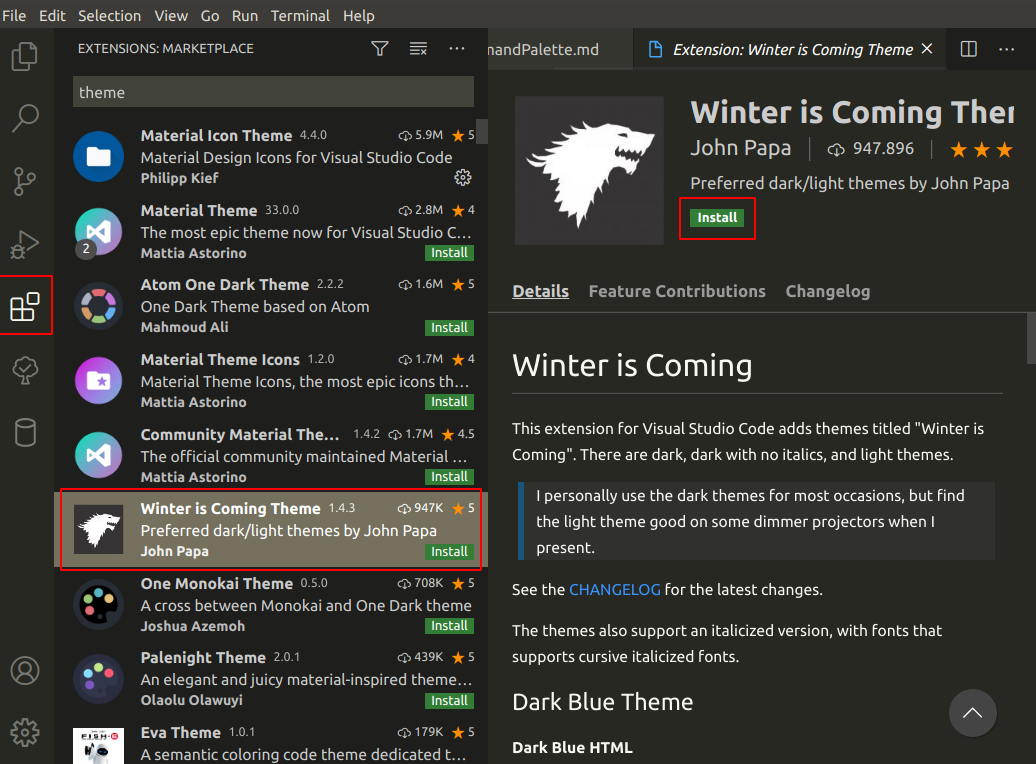 File Edit Selection View Go Run Terminal Help
EXTENSIONS: MARKETPLACE
theme
Material Icon Theme 4.4.0 5.9M 5
Material Design Icons for Visual Studio Code
Philipp Kief
Material Theme 33.0.0 2.8M 4
The most epic theme now for Visual Studio C...
2
Mattia Astorino Install
Atom One Dark Theme 2.2.2 1.6M 5
One Dark Theme based on Atom
Mahmoud Ali Install
Material Theme Icons 1.2.0 1.7M 4
Material Theme Icons, the most epic icons th...
Mattia Astorino Install
Community Material The... 1.4.2 1.7M 4.5
The official community maintained Material ...
Mattia Astorino Install
Winter is Coming Theme 1.4.3 947K 5
Preferred dark/light themes by John Papa
John Papa Install
One Monokai Theme 0.5.0 708K 5
A cross between Monokai and One Dark theme
Joshua Azemoh Install
Palenight Theme 2.0.1 439K 5
An elegant and juicy material-inspired theme...
Olaolu Olawuyi Install
FISH
Eva Theme 1.0.1 179K 5
A semantic coloring code theme dedicated t...
nandPalette.md Extension: Winter is Coming Theme
Winter is Coming Ther
John Papa 947.896
Preferred dark/light themes by John Papa
Install
Details Feature Contributions Changelog
Winter is Coming
This extension for Visual Studio Code adds themes titled "Winter is
Coming". There are dark, dark with no italics, and light themes.
I personally use the dark themes for most occasions, but find
the light theme good on some dimmer projectors when I
present.
See the CHANGELOG for the latest changes.
The themes also support an italicized version, with fonts that
supports cursive italicized fonts.
Dark Blue Theme
Dark Blue HTML